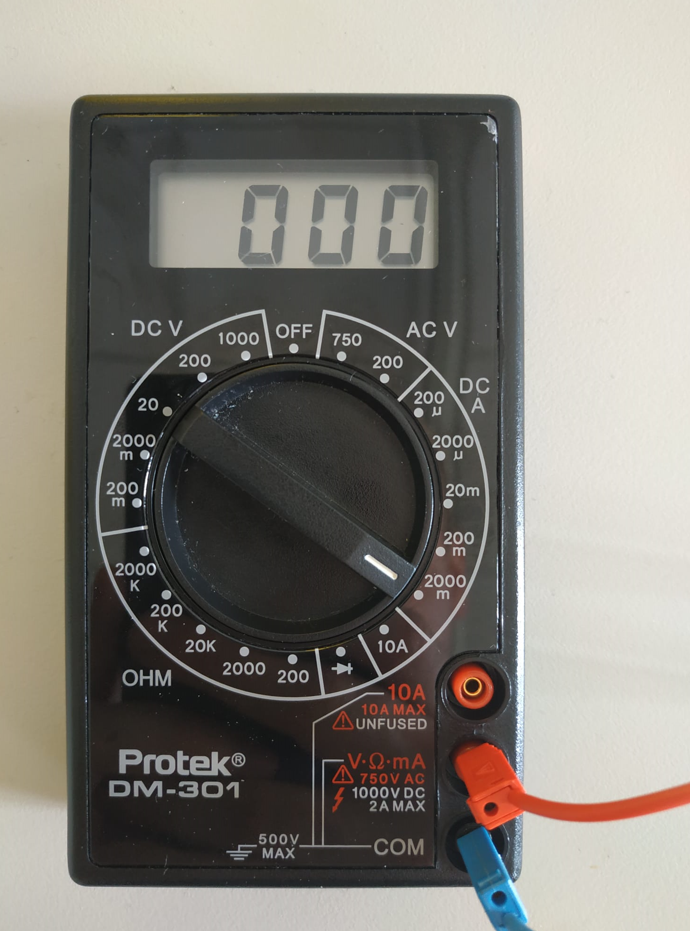 000
DC V
OFF
AC V
1000
750
200
200
DC
A
20
200
µ
2000
m
2000
µ
200
m
20m
200
m
2000
K
2000
m
200
K
20K
2000
200
10A
OHM
10A
10A MAX
UNFUSED
Protek®
DM-301
V·Ω·mA
750V AC
1000V DC
2A MAX
500V
MAX
COM